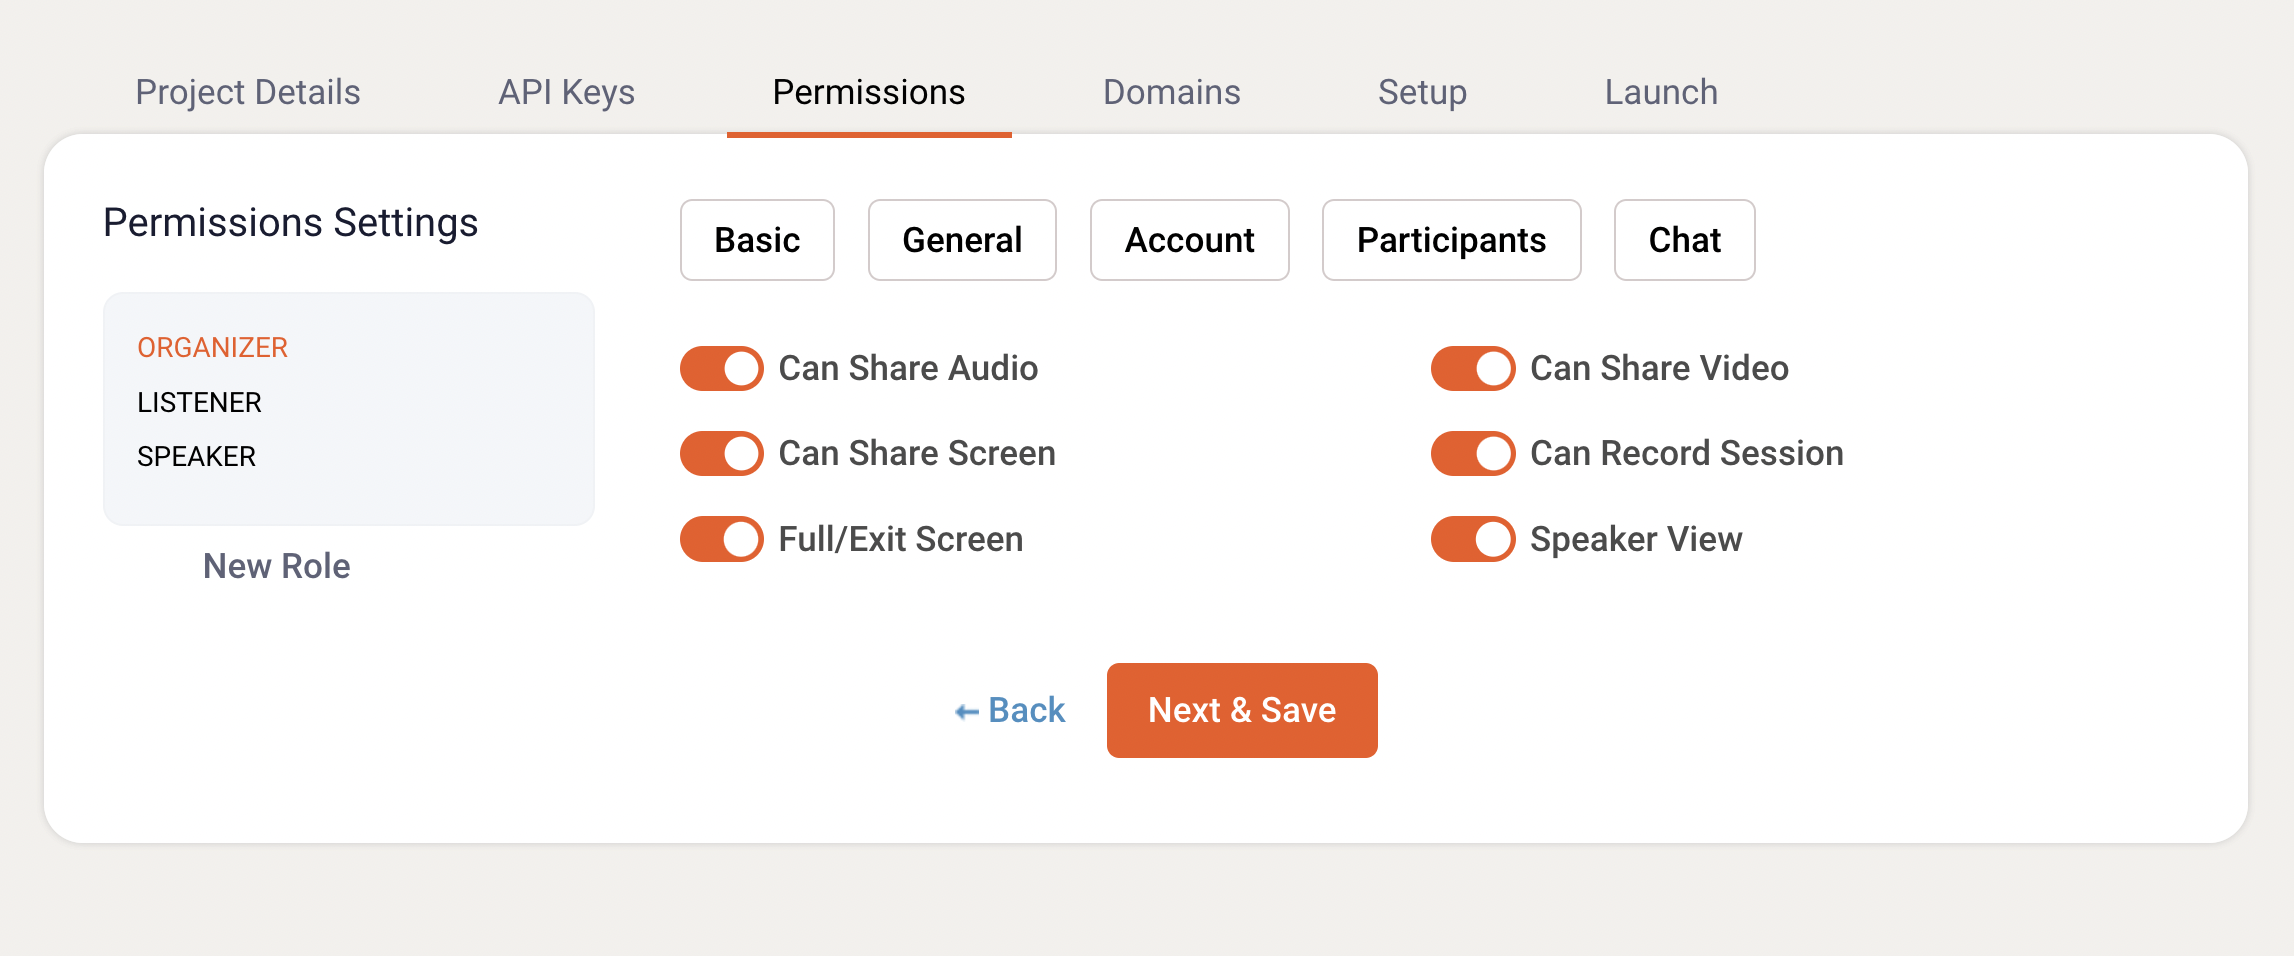 Project Details API Keys Permissions Domains Setup Launch
Permissions Settings
ORGANIZER
LISTENER
SPEAKER
New Role
Basic General Account Participants Chat
Can Share Audio Can Share Video
Can Share Screen Can Record Session
Full/Exit Screen Speaker View
Back Next & Save